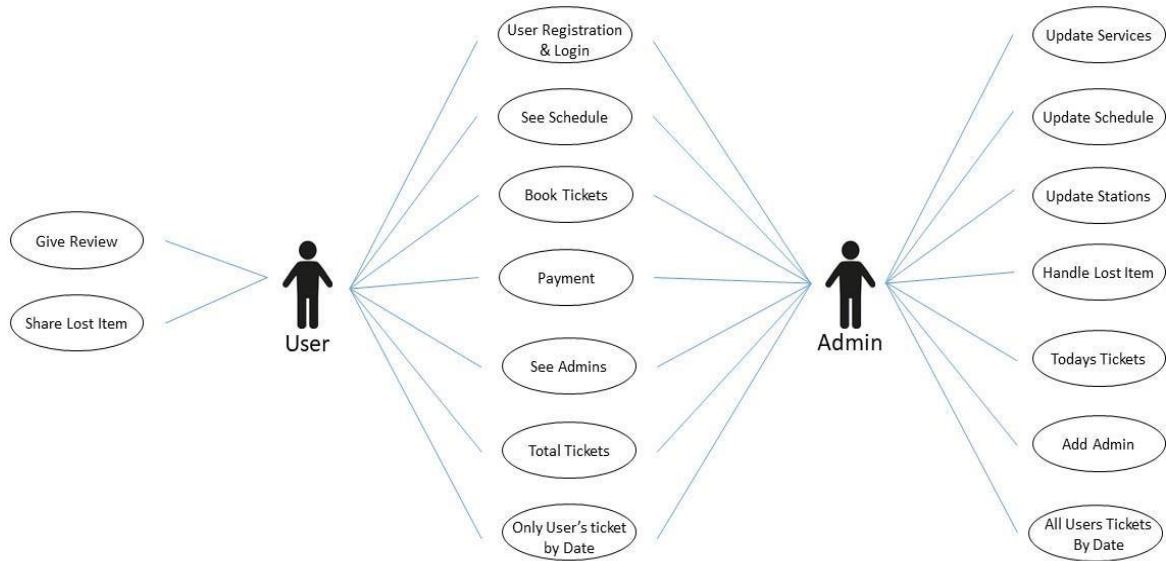 User Registration
& Login
Update Services
See Schedule
Update Schedule
Book Tickets
Update Stations
Give Review
Payment
Handle Lost Item
Share Lost Item
User
Admin
See Admins
Todays Tickets
Total Tickets
Add Admin
Only User's ticket
by Date
All Users Tickets
By Date